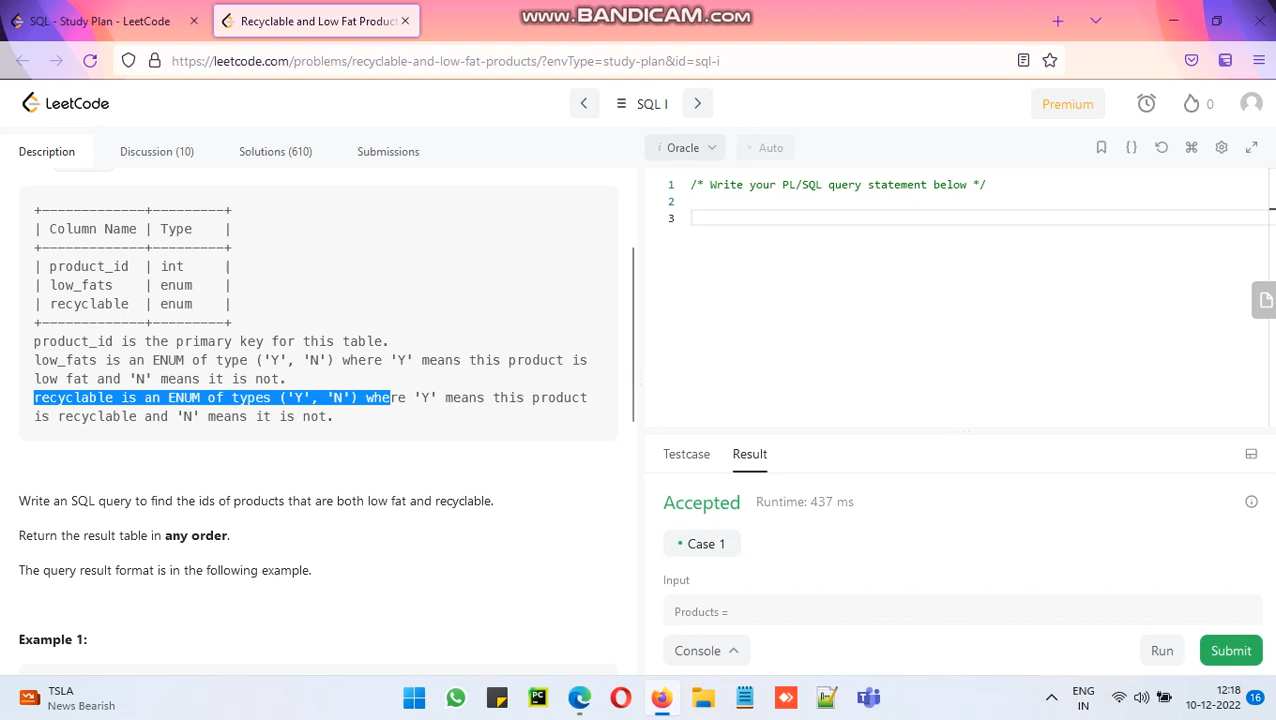 SQL - Study Plan - LeetCode
Recyclable and Low Fat Product
www.BANDICAM.com
https://leetcode.com/problems/recyclable-and-low-fat-products/?envType=study-plan&id=sql-i
LeetCode
SQL I
Premium
0
Description
Discussion (10)
Solutions (610)
Submissions
i Oracle
Auto
+-------------+---------+
| Column Name | Type    |
+-------------+---------+
| product_id  | int     |
| low_fats    | enum    |
| recyclable  | enum    |
+-------------+---------+
product_id is the primary key for this table.
low_fats is an ENUM of type ('Y', 'N') where 'Y' means this product is
low fat and 'N' means it is not.
recyclable is an ENUM of types ('Y', 'N') where 'Y' means this product
is recyclable and 'N' means it is not.
Write an SQL query to find the ids of products that are both low fat and recyclable.
Return the result table in any order.
The query result format is in the following example.
Example 1:
1 /* Write your PL/SQL query statement below */
2
3
Testcase
Result
Accepted
Runtime: 437 ms
Case 1
Input
Products =
Console
Run
Submit
TSLA
News Bearish
ENG
IN
12:18
10-12-2022
16